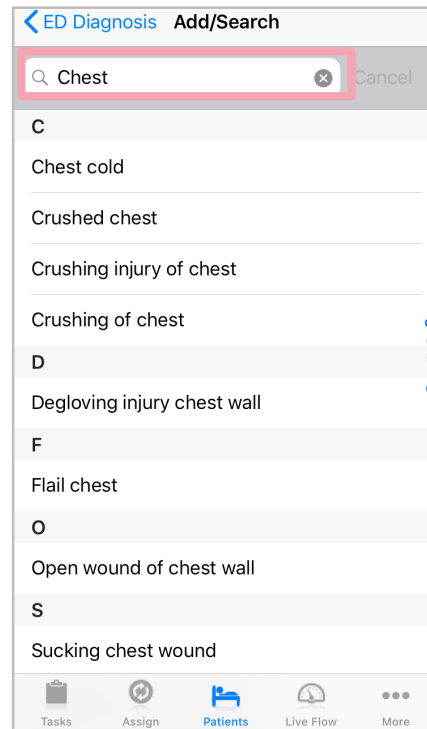 ED Diagnosis Add/Search
Chest Cancel
C
Chest cold
Crushed chest
Crushing injury of chest
Crushing of chest
D
Degloving injury chest wall
F
Flail chest
O
Open wound of chest wall
S
Sucking chest wound
Tasks Assign Patients Live Flow More